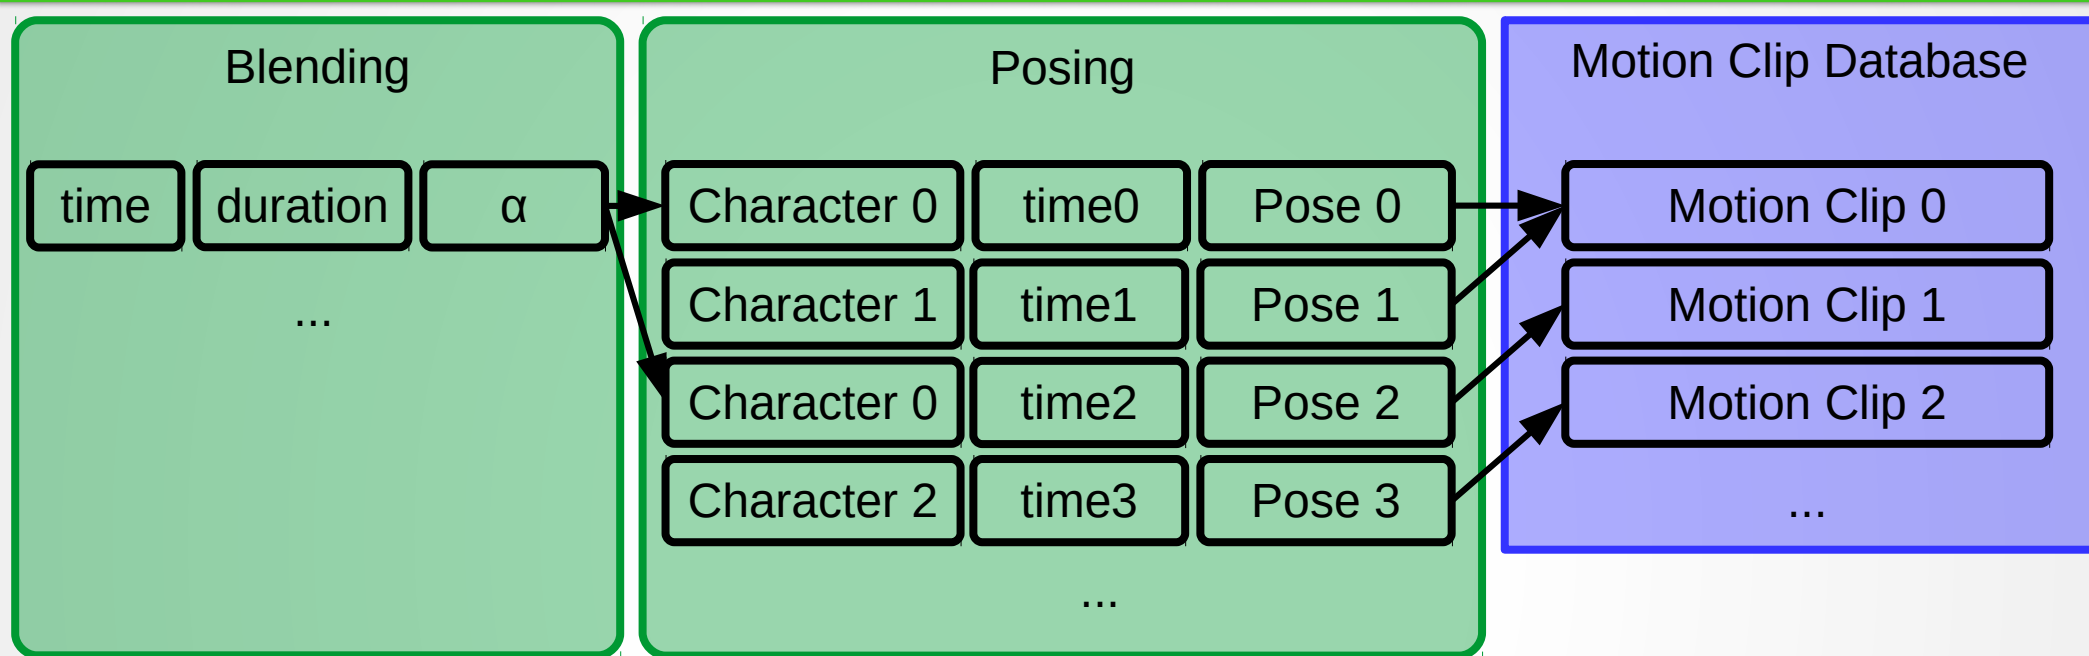 Blending
time duration α
...
Posing
Character 0 time0 Pose 0
Character 1 time1 Pose 1
Character 0 time2 Pose 2
Character 2 time3 Pose 3
...
Motion Clip Database
Motion Clip 0
Motion Clip 1
Motion Clip 2
...